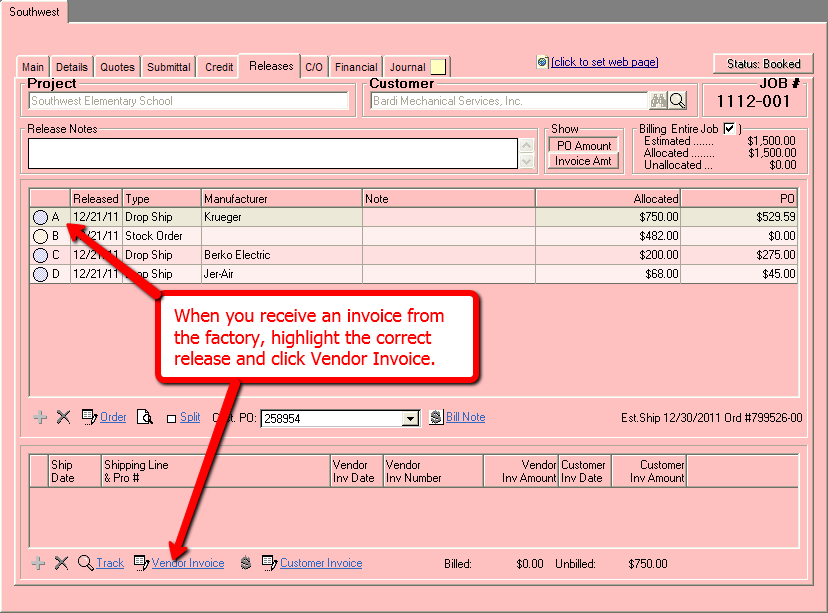 Southwest
Main Details Quotes Submittal Credit Releases C/O Financial Journal [click to set web page] Status: Booked
Project Customer JOB #
Southwest Elementary School Bardi Mechanical Services, Inc. 1112-001
Release Notes Show Billing Entire Job )
PO Amount Estimated ....... $1,500.00
Invoice Amt Allocated ........ $1,500.00
Unallocated ... $0.00
Released Type Manufacturer Note Allocated PO
A 12/21/11 Drop Ship Krueger $750.00 $529.59
B 12/21/11 Stock Order $482.00 $0.00
C 12/21/11 Drop Ship Berko Electric $200.00 $275.00
D 12/21/11 Drop Ship Jer-Air $68.00 $45.00
When you receive an invoice from
the factory, highlight the correct
release and click Vendor Invoice.
Order Split PO: 258954 Bill Note Est.Ship 12/30/2011 Ord #799526-00
Ship Shipping Line Vendor Vendor Vendor Customer Customer
Date & Pro # Inv Date Inv Number Inv Amount Inv Date Inv Amount
Track Vendor Invoice Customer Invoice Billed: $0.00 Unbilled: $750.00